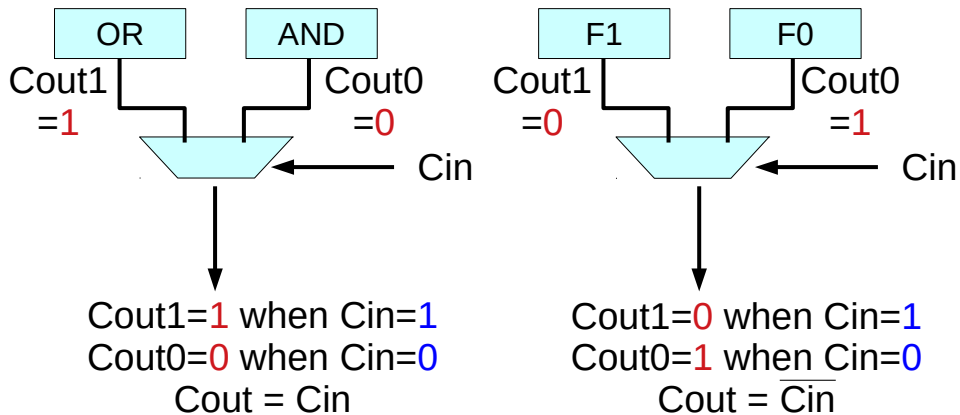 OR AND
Cout1 Cout0
=1 =0
Cin
Cout1=1 when Cin=1
Cout0=0 when Cin=0
Cout = Cin
F1 F0
Cout1 Cout0
=0 =1
Cin
Cout1=0 when Cin=1
Cout0=1 when Cin=0
Cout = C̅i̅n̅